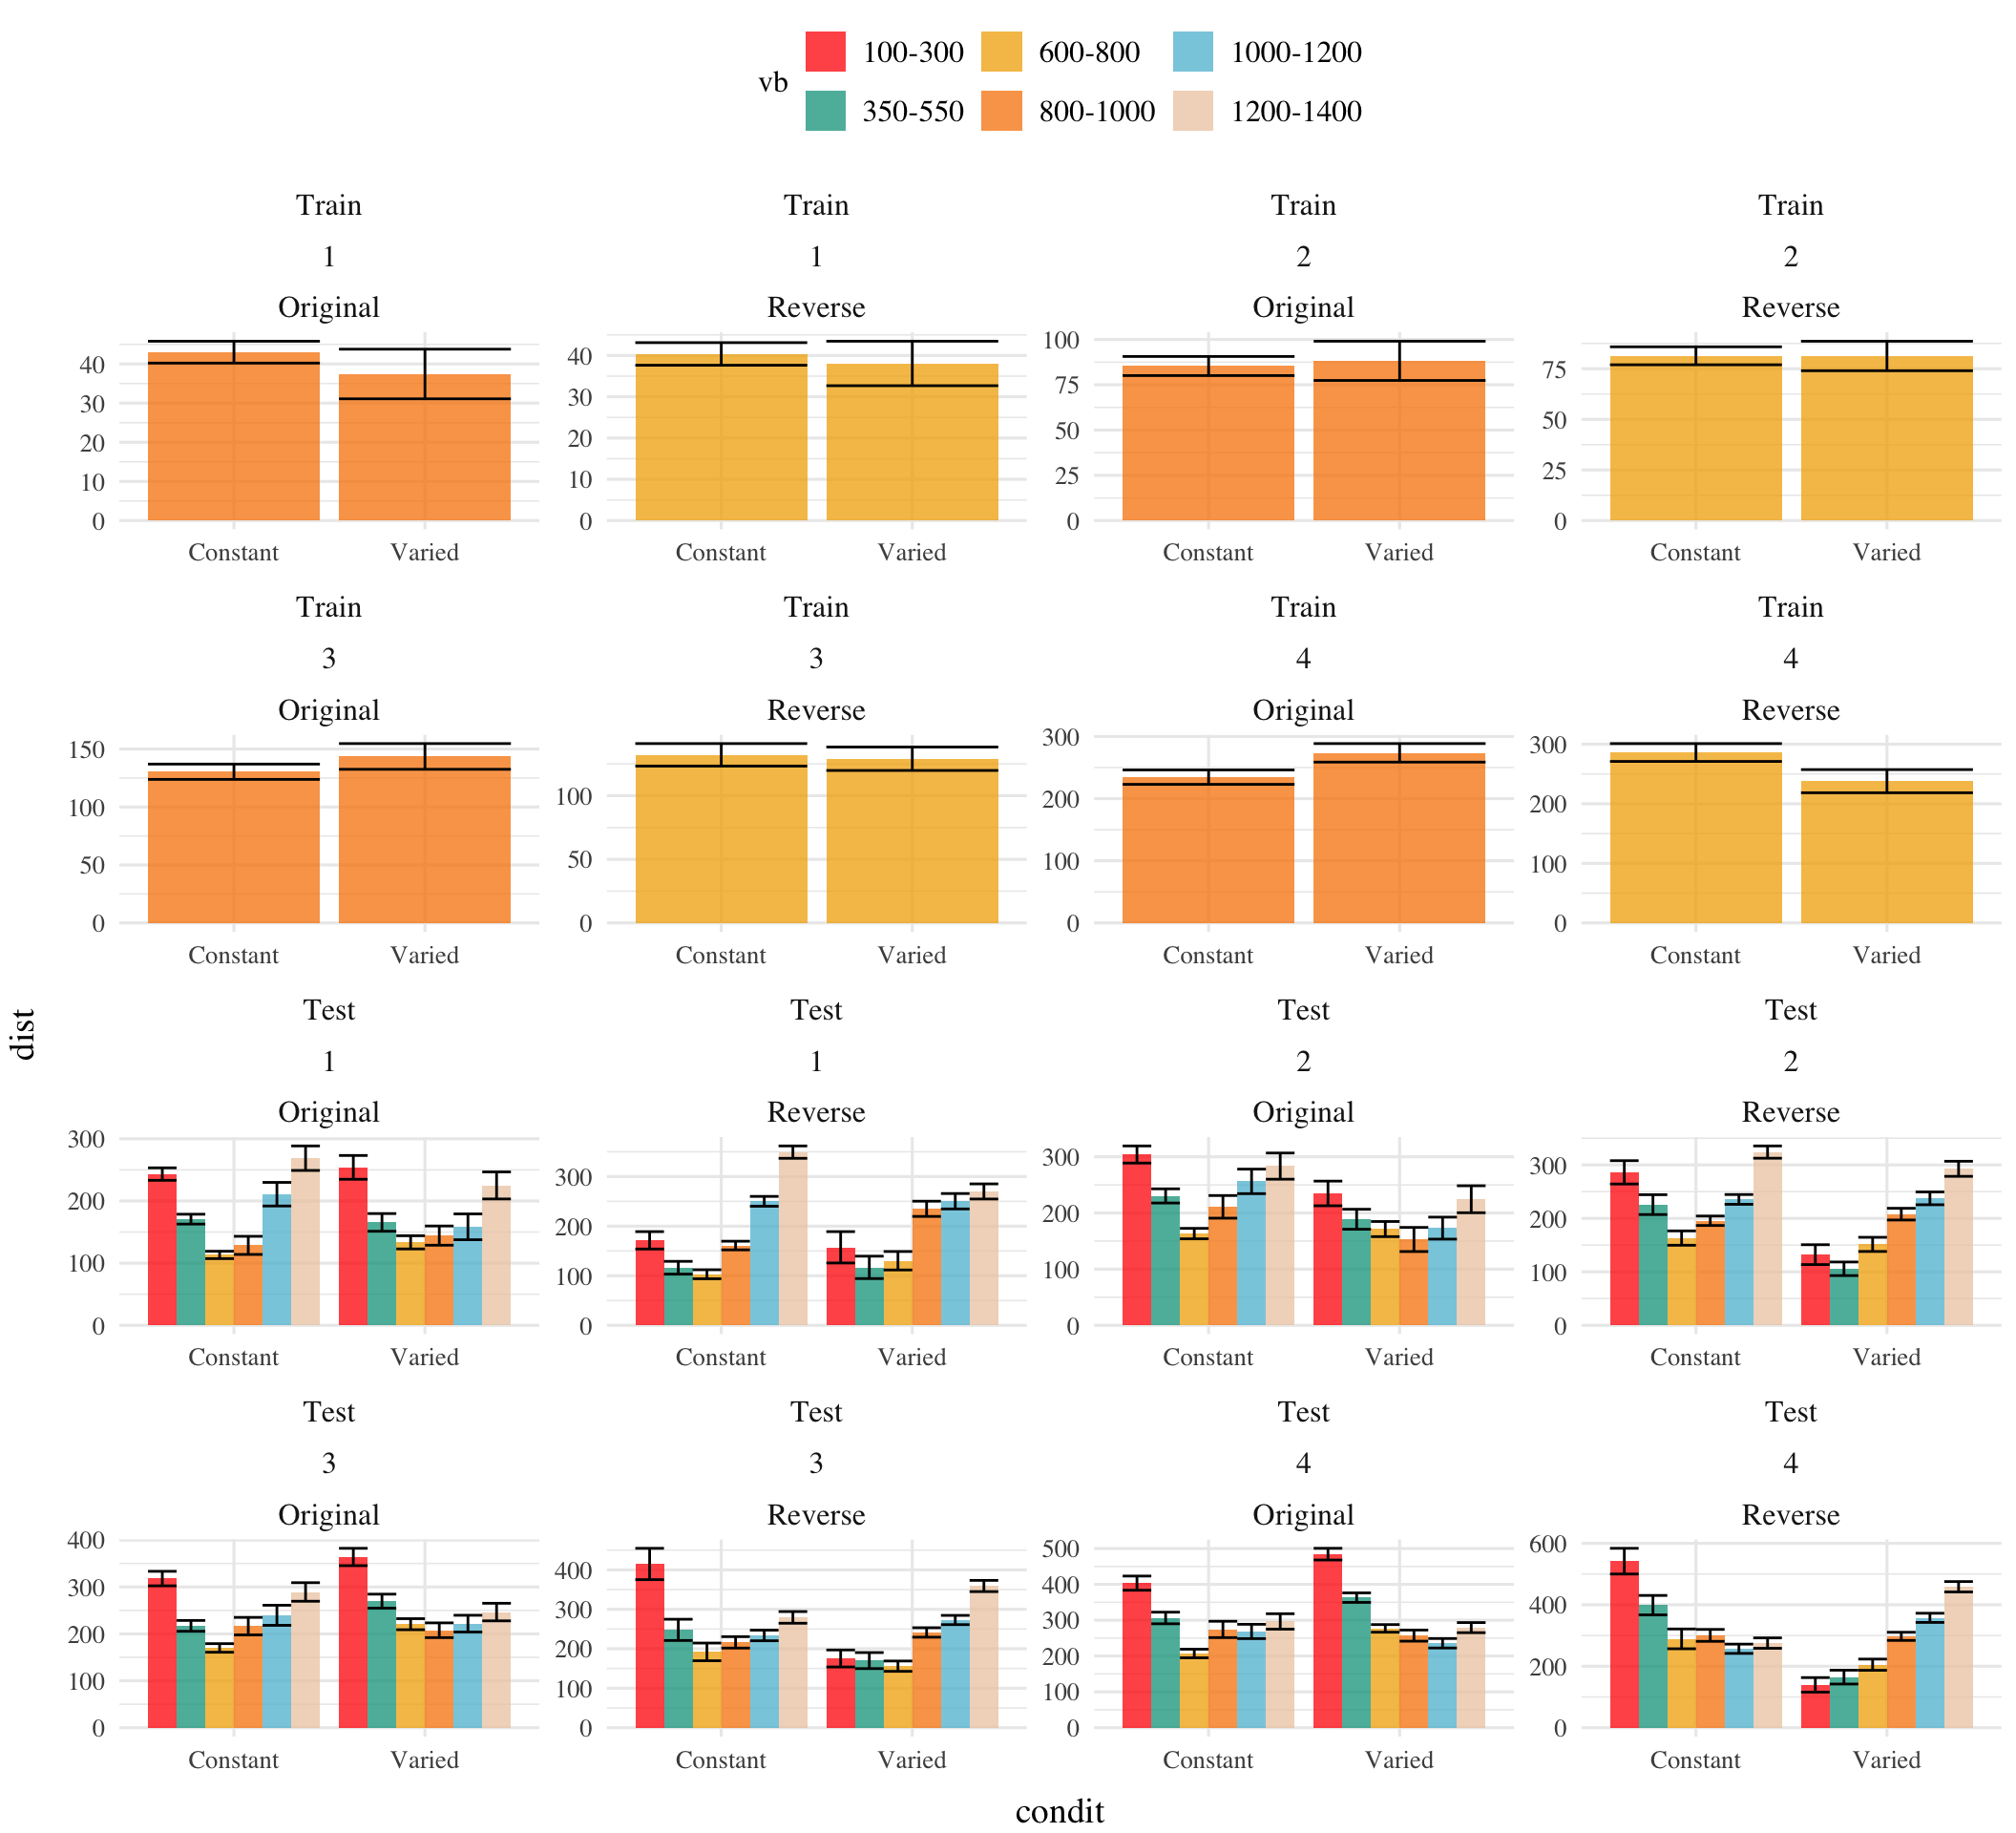 vb
100-300 600-800 1000-1200
350-550 800-1000 1200-1400
Train Train Train Train
1 1 2 2
Original Reverse Original Reverse
40 30 20 10 0
40 30 20 10 0
100 75 50 25 0
75 50 25 0
Constant Varied Constant Varied Constant Varied Constant Varied
Train Train Train Train
3 3 4 4
Original Reverse Original Reverse
150 100 50 0
100 50 0
300 200 100 0
300 200 100 0
Constant Varied Constant Varied Constant Varied Constant Varied
dist
Test Test Test Test
1 1 2 2
Original Reverse Original Reverse
300 200 100 0
300 200 100 0
300 200 100 0
300 200 100 0
Constant Varied Constant Varied Constant Varied Constant Varied
Test Test Test Test
3 3 4 4
Original Reverse Original Reverse
400 300 200 100 0
400 300 200 100 0
500 400 300 200 100 0
600 400 200 0
Constant Varied Constant Varied Constant Varied Constant Varied
condit